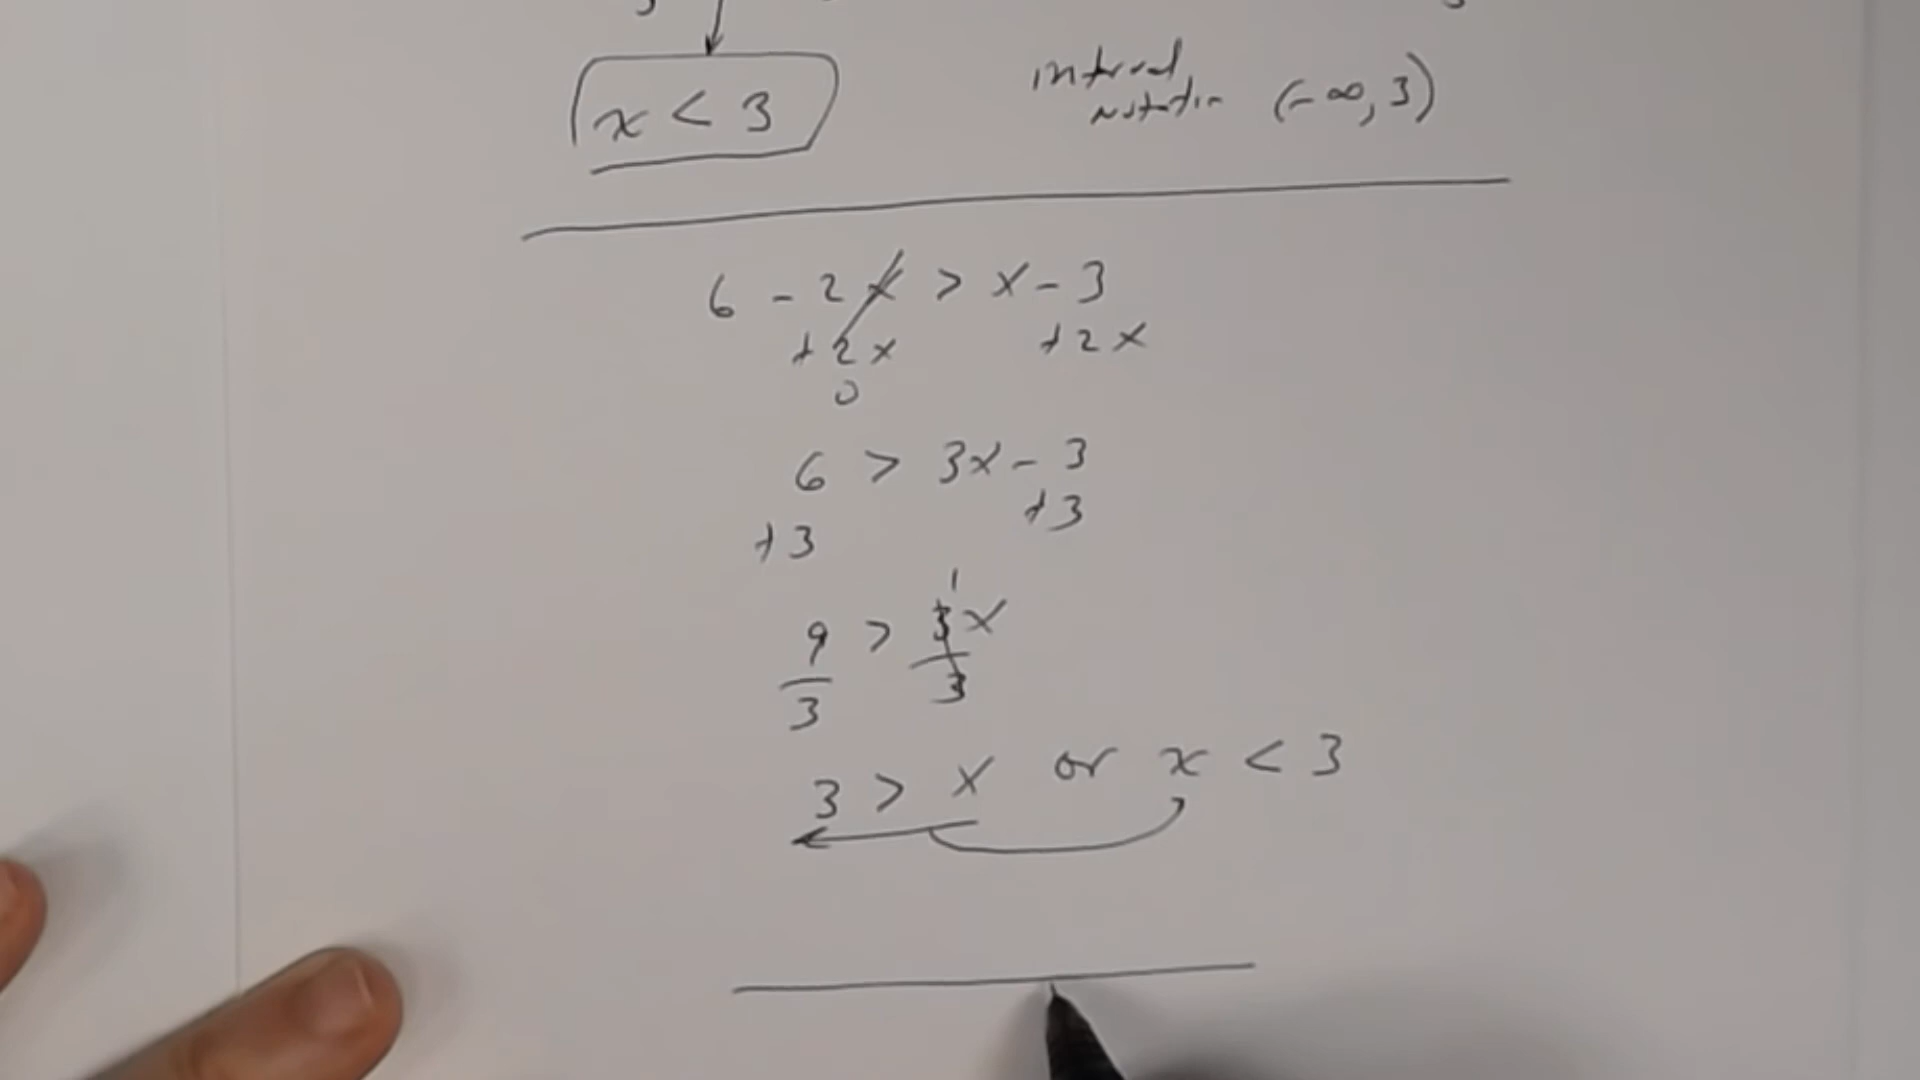 x < 3
interval
notation (-∞, 3)
6 - 2x > x - 3
+2x +2x
0
6 > 3x - 3
+3 +3
1
9 > 3x
3 3
3 > x or x < 3